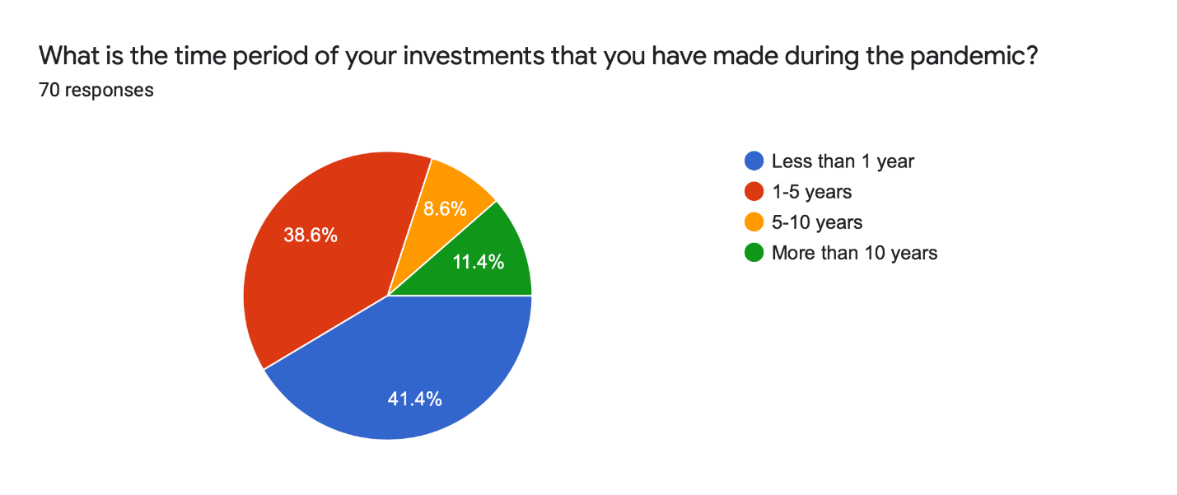 What is the time period of your investments that you have made during the pandemic?
70 responses
8.6%
38.6%
11.4%
41.4%
Less than 1 year
1-5 years
5-10 years
More than 10 years